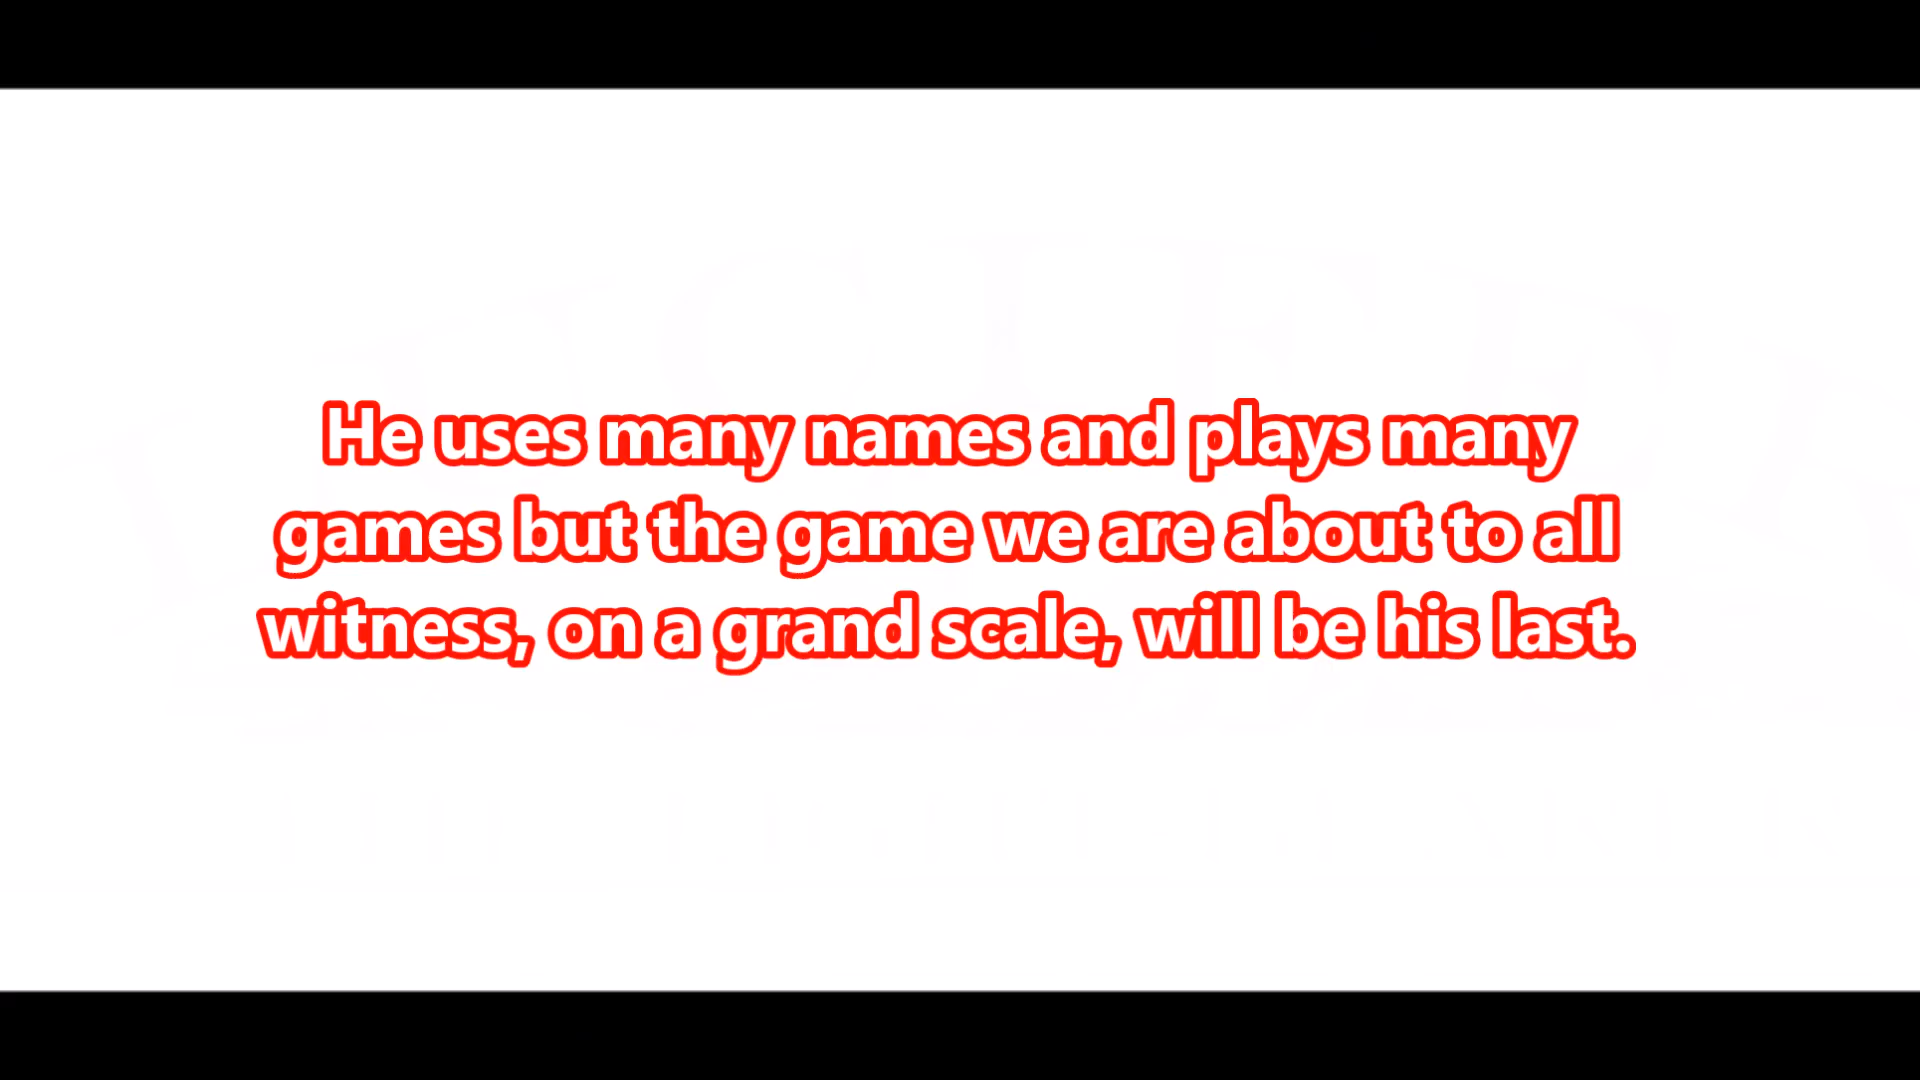 He uses many names and plays many
games but the game we are about to all
witness, on a grand scale, will be his last.